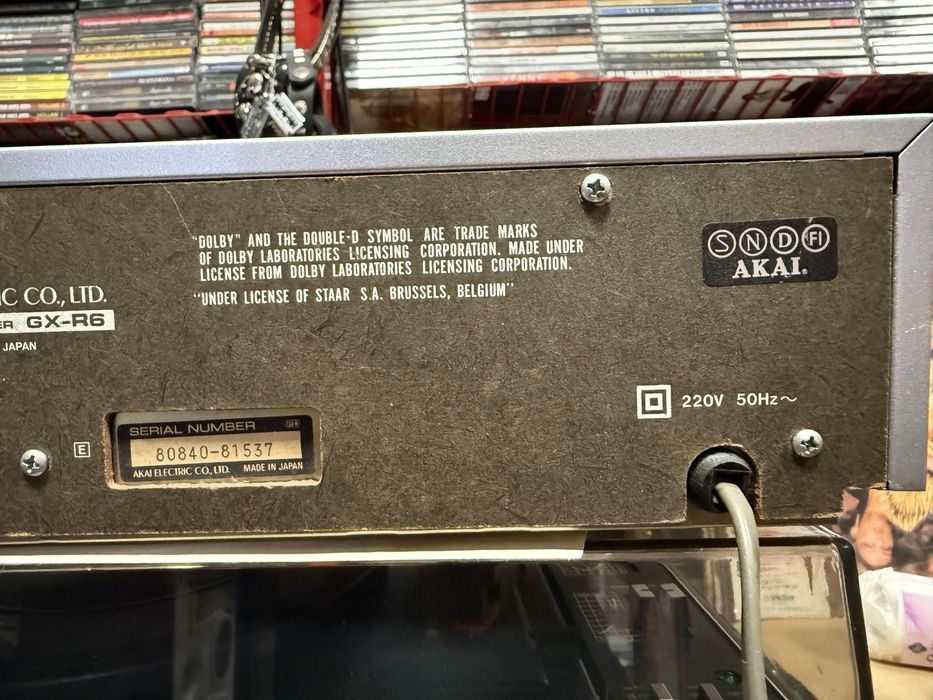 "DOLBY" AND THE DOUBLE-D SYMBOL ARE TRADE MARKS
OF DOLBY LABORATORIES LICENSING CORPORATION. MADE UNDER
LICENSE FROM DOLBY LABORATORIES LICENSING CORPORATION.
"UNDER LICENSE OF STAAR S.A. BRUSSELS, BELGIUM"
SNDFI
AKAI.
IC CO., LTD.
ER GX-R6
JAPAN
220V 50Hz~
E
SERIAL NUMBER
80840-81537
AKAI ELECTRIC CO., LTD. MADE IN JAPAN